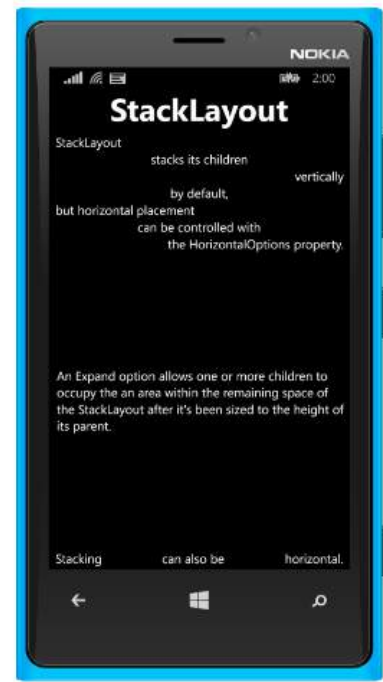 NOKIA
2:00
StackLayout
StackLayout
stacks its children
vertically
by default,
but horizontal placement
can be controlled with
the HorizontalOptions property.
An Expand option allows one or more children to
occupy the an area within the remaining space of
the StackLayout after it's been sized to the height of
its parent.
Stacking can also be horizontal.